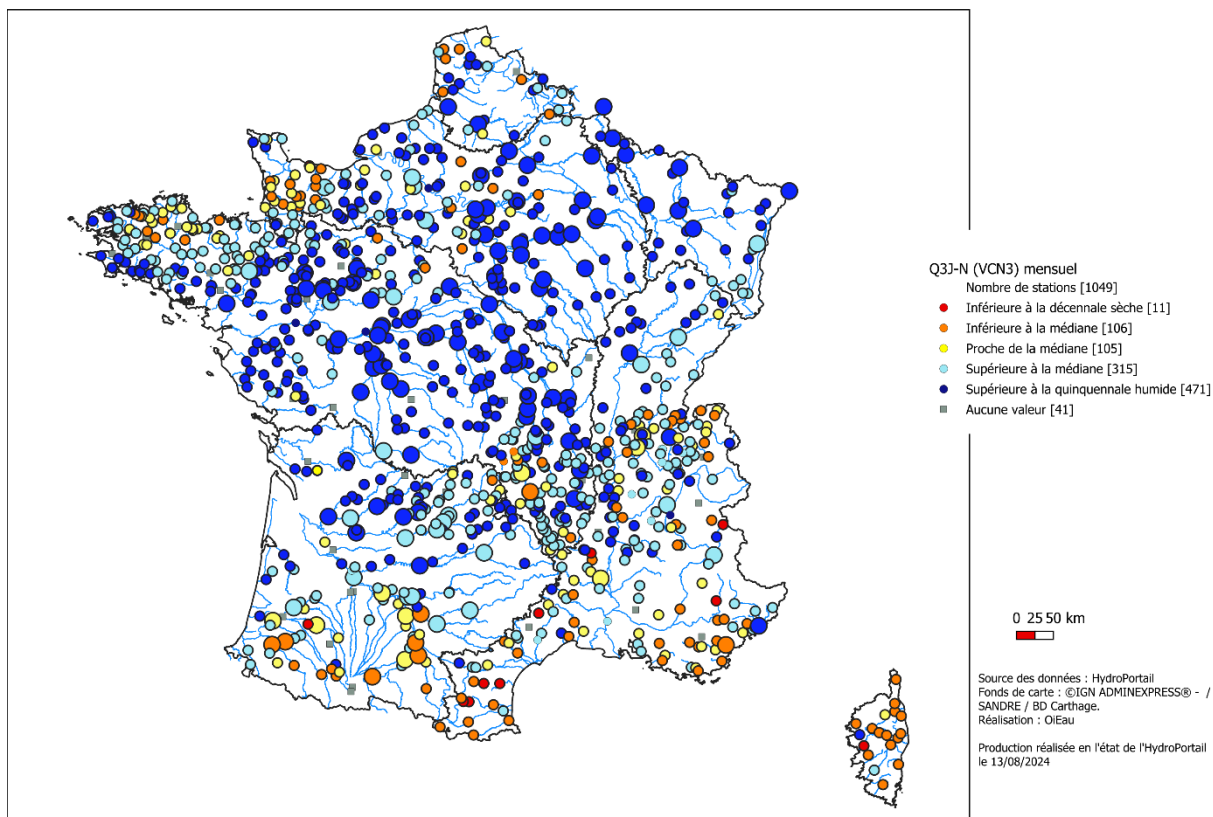 Q3J-N (VCN3) mensuel
Nombre de stations [1049]
Inférieure à la décennale sèche [11]
Inférieure à la médiane [106]
Proche de la médiane [105]
Supérieure à la médiane [315]
Supérieure à la quinquennale humide [471]
Aucune valeur [41]
0 25 50 km
Source des données : HydroPortail
Fonds de carte : ©IGN ADMINEXPRESS® - /
SANDRE / BD Carthage.
Réalisation : OiEau
Production réalisée en l'état de l'HydroPortail
le 13/08/2024